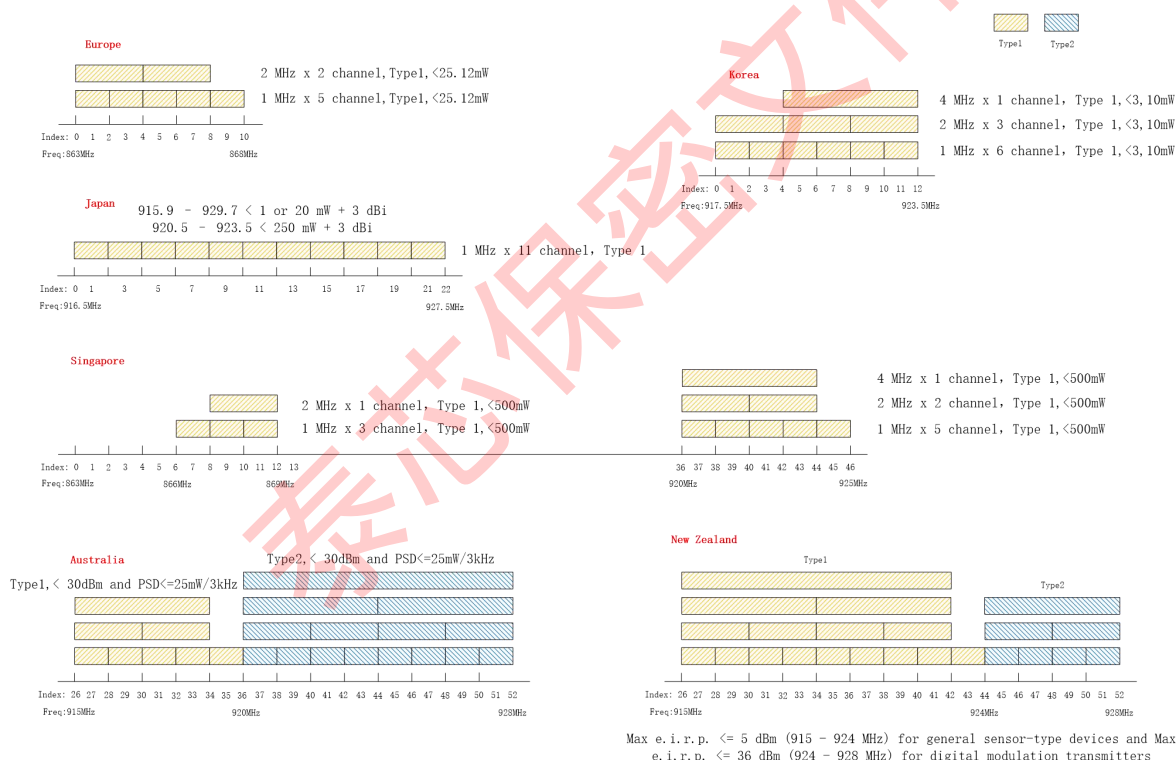 Type1 Type2
Europe
2 MHz x 2 channel,Type1,<25.12mW
1 MHz x 5 channel,Type1,<25.12mW
Index: 0 1 2 3 4 5 6 7 8 9 10
Freq:863MHz 868MHz
Korea
4 MHz x 1 channel, Type 1,<3,10mW
2 MHz x 3 channel, Type 1,<3,10mW
1 MHz x 6 channel, Type 1,<3,10mW
Index: 0 1 2 3 4 5 6 7 8 9 10 11 12
Freq:917.5MHz 923.5MHz
Japan
915.9 - 929.7 < 1 or 20 mW + 3 dBi
920.5 - 923.5 < 250 mW + 3 dBi
1 MHz x 11 channel, Type 1
Index: 0 1 3 5 7 9 11 13 15 17 19 21 22
Freq:916.5MHz 927.5MHz
Singapore
2 MHz x 1 channel, Type 1,<500mW
1 MHz x 3 channel, Type 1,<500mW
4 MHz x 1 channel, Type 1,<500mW
2 MHz x 2 channel, Type 1,<500mW
1 MHz x 5 channel, Type 1,<500mW
Index: 0 1 2 3 4 5 6 7 8 9 10 11 12 13 36 37 38 39 40 41 42 43 44 45 46
Freq:863MHz 866MHz 869MHz 920MHz 925MHz
Australia
Type2,< 30dBm and PSD<=25mW/3kHz
Type1,< 30dBm and PSD<=25mW/3kHz
Index: 26 27 28 29 30 31 32 33 34 35 36 37 38 39 40 41 42 43 44 45 46 47 48 49 50 51 52
Freq:915MHz 920MHz 928MHz
New Zealand
Type1
Type2
Index: 26 27 28 29 30 31 32 33 34 35 36 37 38 39 40 41 42 43 44 45 46 47 48 49 50 51 52
Freq:915MHz 924MHz 928MHz
Max e.i.r.p. <= 5 dBm (915 - 924 MHz) for general sensor-type devices and Max
e.i.r.p. <= 36 dBm (924 - 928 MHz) for digital modulation transmitters
泰芯保密文件